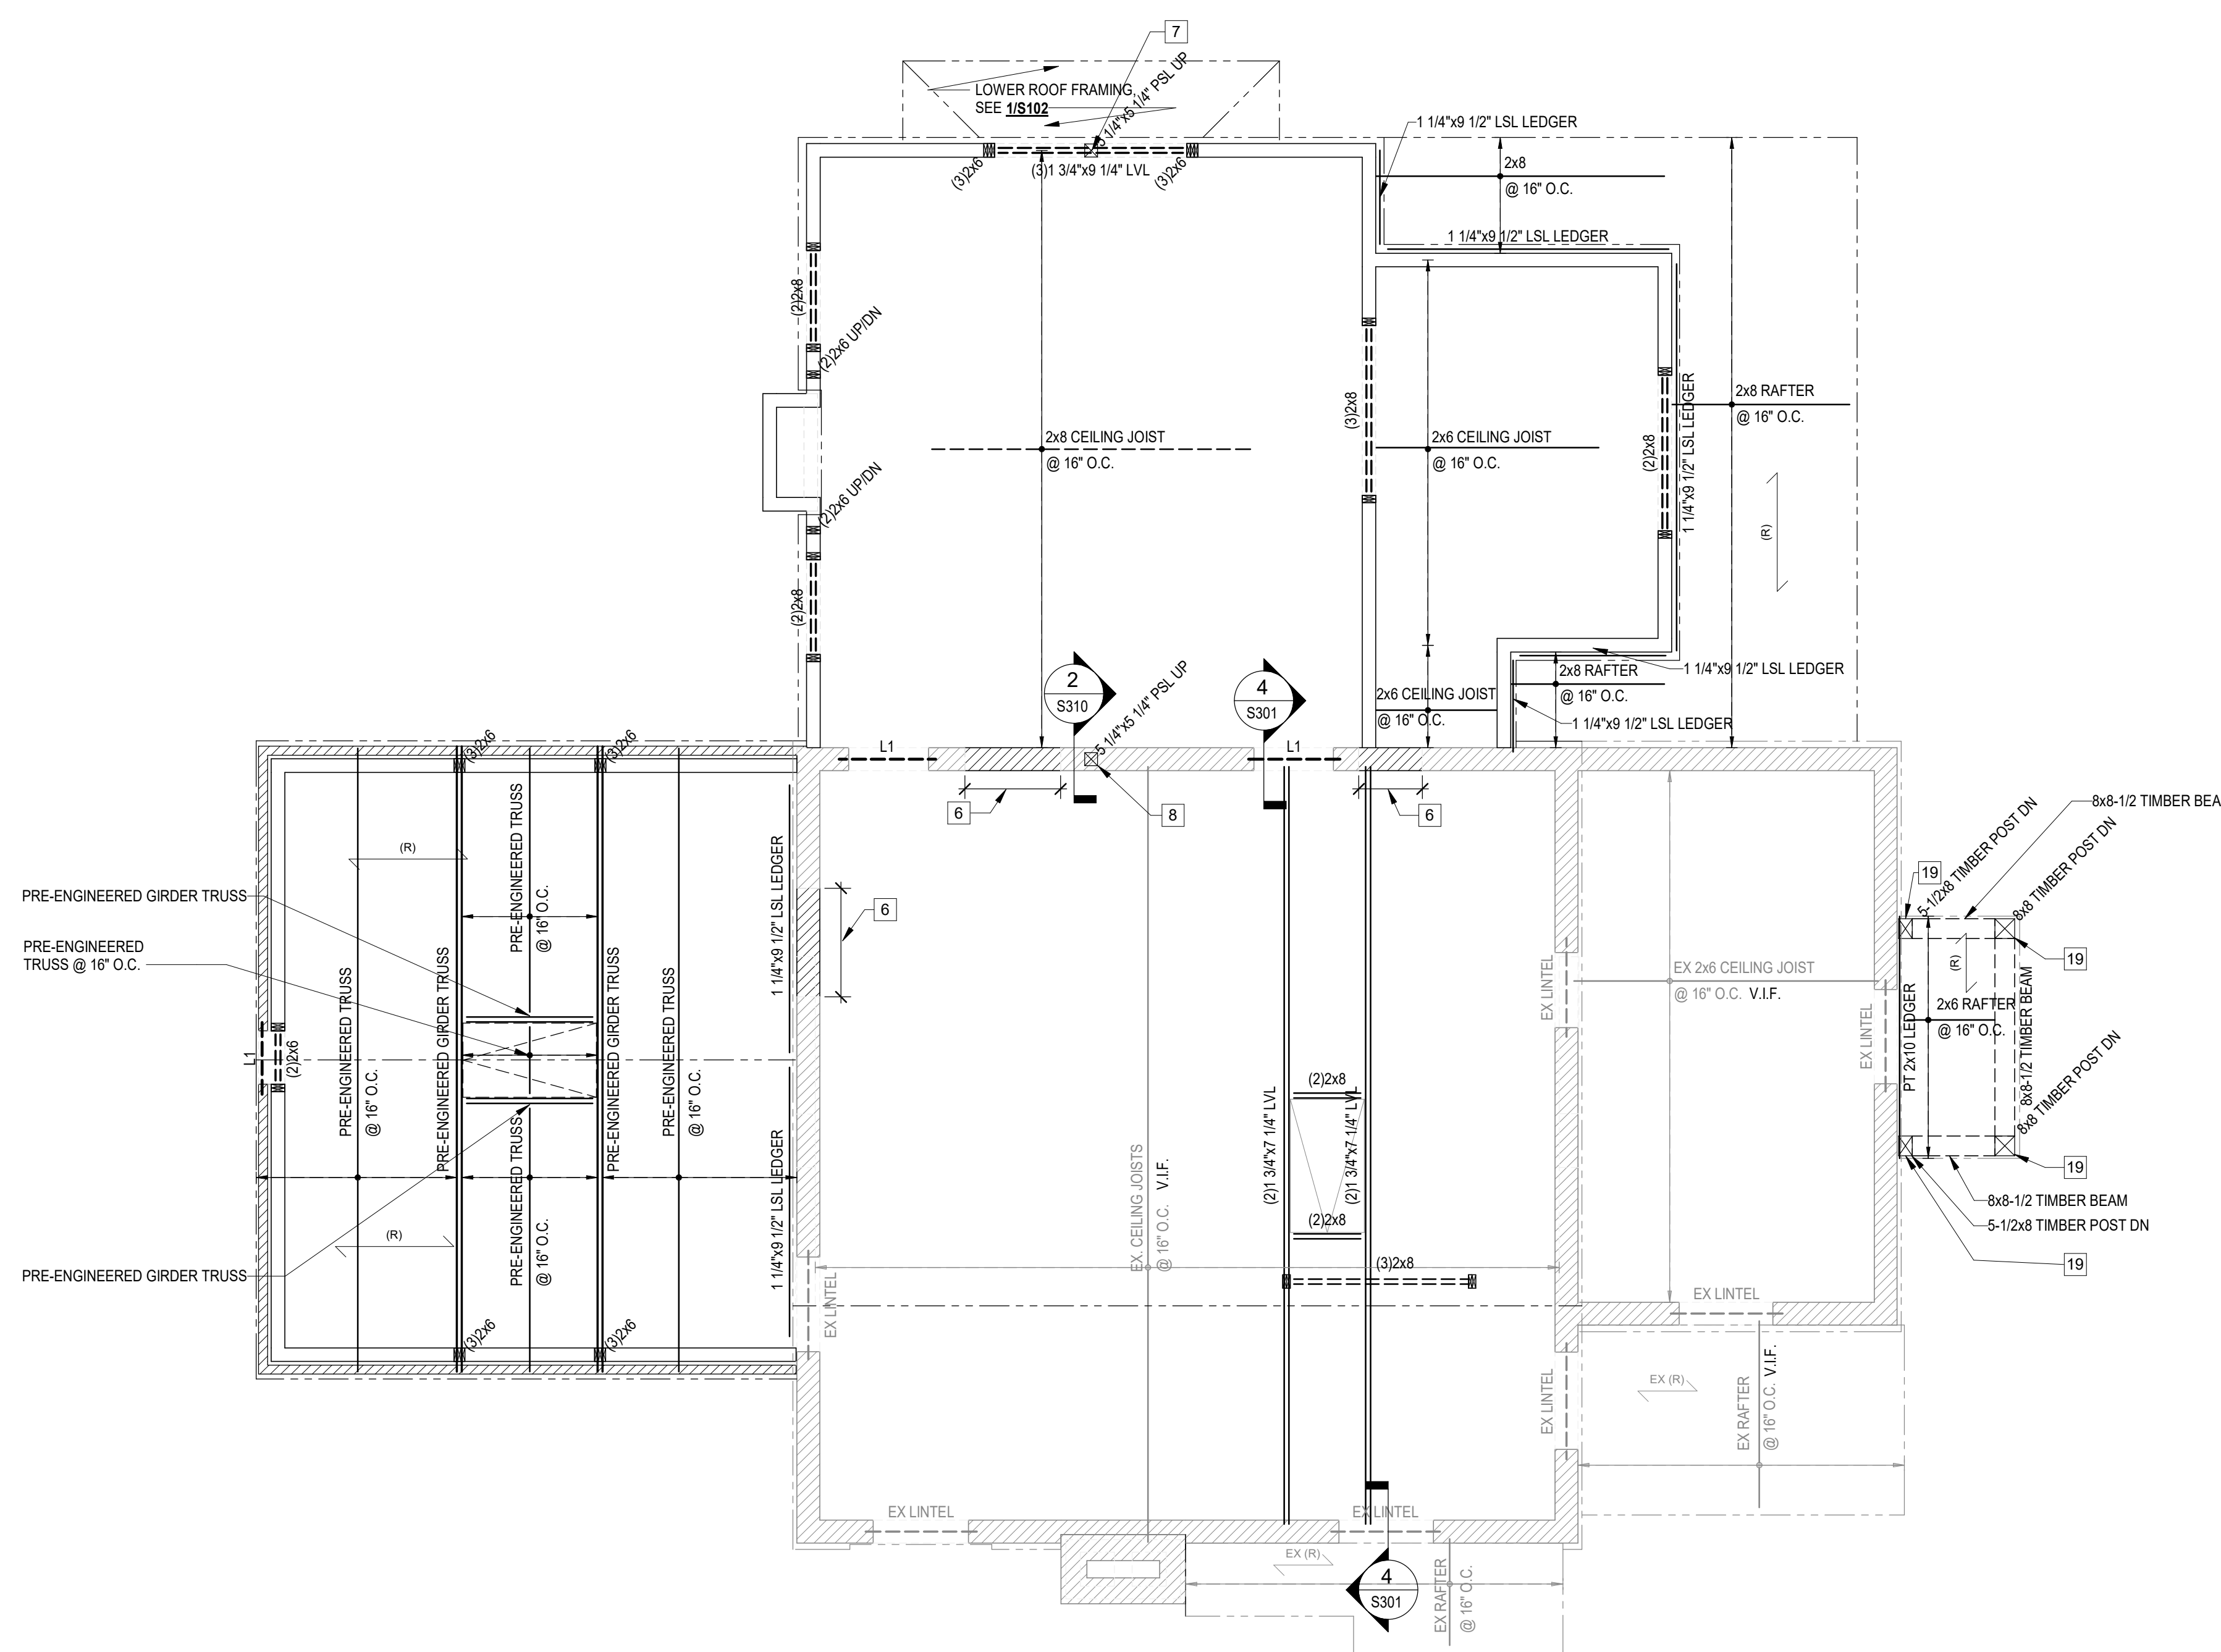 7
LOWER ROOF FRAMING,
SEE 1/S102
5 1/4"x5 1/4" PSL UP
1 1/4"x9 1/2" LSL LEDGER
(3)2x6
(3)1 3/4"x9 1/4" LVL
(3)2x6
2x8
@ 16" O.C.
1 1/4"x9 1/2" LSL LEDGER
(2)2x8
(2)2x6 UP/DN
(3)2x8
2x8 CEILING JOIST
@ 16" O.C.
2x6 CEILING JOIST
@ 16" O.C.
(2)2x8
1 1/4"x9 1/2" LSL LEDGER
2x8 RAFTER
@ 16" O.C.
(R)
(2)2x6 UP/DN
(2)2x8
2
S310
5 1/4"x5 1/4" PSL UP
4
S301
2x6 CEILING JOIST
@ 16" O.C.
2x8 RAFTER
@ 16" O.C.
1 1/4"x9 1/2" LSL LEDGER
1 1/4"x9 1/2" LSL LEDGER
(3)2x6
(3)2x6
L1
L1
6
8
6
6
(R)
PRE-ENGINEERED TRUSS
@ 16" O.C.
1 1/4"x9 1/2" LSL LEDGER
PRE-ENGINEERED GIRDER TRUSS
PRE-ENGINEERED
TRUSS @ 16" O.C.
L1
(2)2x6
PRE-ENGINEERED TRUSS
@ 16" O.C.
PRE-ENGINEERED GIRDER TRUSS
PRE-ENGINEERED GIRDER TRUSS
PRE-ENGINEERED TRUSS
@ 16" O.C.
PRE-ENGINEERED TRUSS
@ 16" O.C.
1 1/4"x9 1/2" LSL LEDGER
(R)
PRE-ENGINEERED GIRDER TRUSS
(3)2x6
(3)2x6
EX LINTEL
EX. CEILING JOISTS
@ 16" O.C. V.I.F.
(2)1 3/4"x7 1/4" LVL
(2)2x8
(2)1 3/4"x7 1/4" LVL
(2)2x8
(3)2x8
EX LINTEL
EX 2x6 CEILING JOIST
@ 16" O.C. V.I.F.
EX LINTEL
EX LINTEL
EX LINTEL
19
5-1/2x8 TIMBER POST DN
8x8-1/2 TIMBER BEA
8x8 TIMBER POST DN
19
(R)
PT 2x10 LEDGER
2x6 RAFTER
@ 16" O.C.
8x8-1/2 TIMBER BEAM
8x8 TIMBER POST DN
19
8x8-1/2 TIMBER BEAM
5-1/2x8 TIMBER POST DN
19
EX (R)
EX RAFTER
@ 16" O.C. V.I.F.
EX LINTEL
EX LINTEL
EX (R)
4
S301
EX RAFTER
@ 16" O.C.